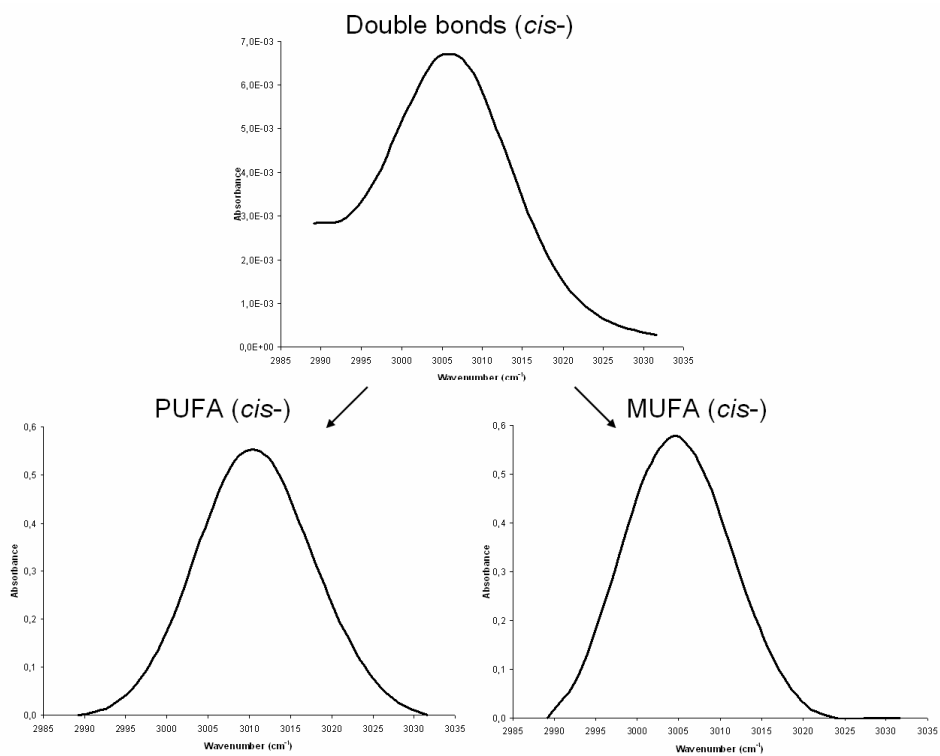 Double bonds (cis-)
7,0E-03
6,0E-03
5,0E-03
4,0E-03
3,0E-03
2,0E-03
1,0E-03
0,0E+00
Absorbance
2985 2990 2995 3000 3005 3010 3015 3020 3025 3030 3035
Wavenumber (cm⁻¹)
PUFA (cis-)
0,6
0,5
0,4
0,3
0,2
0,1
0,0
Absorbance
2985 2990 2995 3000 3005 3010 3015 3020 3025 3030 3035
Wavenumber (cm⁻¹)
MUFA (cis-)
0,6
0,5
0,4
0,3
0,2
0,1
0,0
Absorbance
2985 2990 2995 3000 3005 3010 3015 3020 3025 3030 3035
Wavenumber (cm⁻¹)